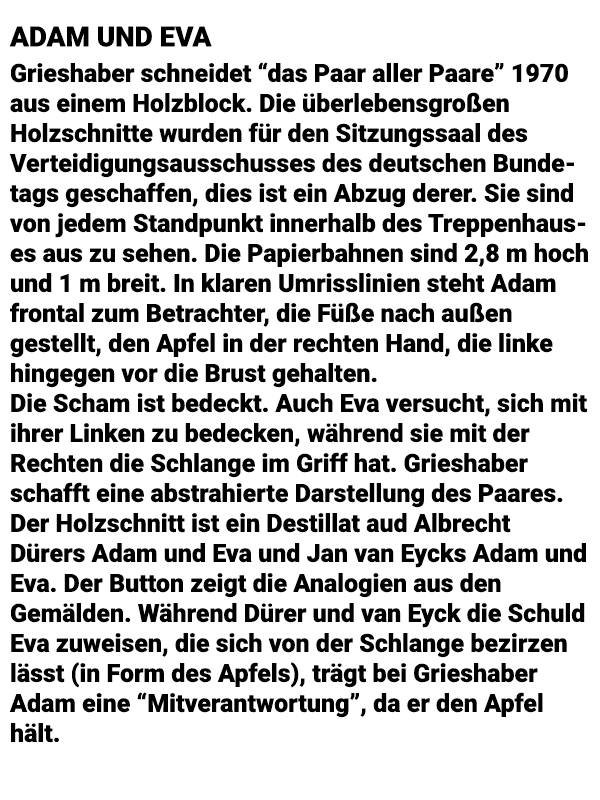 ADAM UND EVA
Grieshaber schneidet “das Paar aller Paare” 1970
aus einem Holzblock. Die überlebensgroßen
Holzschnitte wurden für den Sitzungssaal des
Verteidigungsausschusses des deutschen Bunde-
tags geschaffen, dies ist ein Abzug derer. Sie sind
von jedem Standpunkt innerhalb des Treppenhaus-
es aus zu sehen. Die Papierbahnen sind 2,8 m hoch
und 1 m breit. In klaren Umrisslinien steht Adam
frontal zum Betrachter, die Füße nach außen
gestellt, den Apfel in der rechten Hand, die linke
hingegen vor die Brust gehalten.
Die Scham ist bedeckt. Auch Eva versucht, sich mit
ihrer Linken zu bedecken, während sie mit der
Rechten die Schlange im Griff hat. Grieshaber
schafft eine abstrahierte Darstellung des Paares.
Der Holzschnitt ist ein Destillat aud Albrecht
Dürers Adam und Eva und Jan van Eycks Adam und
Eva. Der Button zeigt die Analogien aus den
Gemälden. Während Dürer und van Eyck die Schuld
Eva zuweisen, die sich von der Schlange bezirzen
lässt (in Form des Apfels), trägt bei Grieshaber
Adam eine “Mitverantwortung”, da er den Apfel
hält.